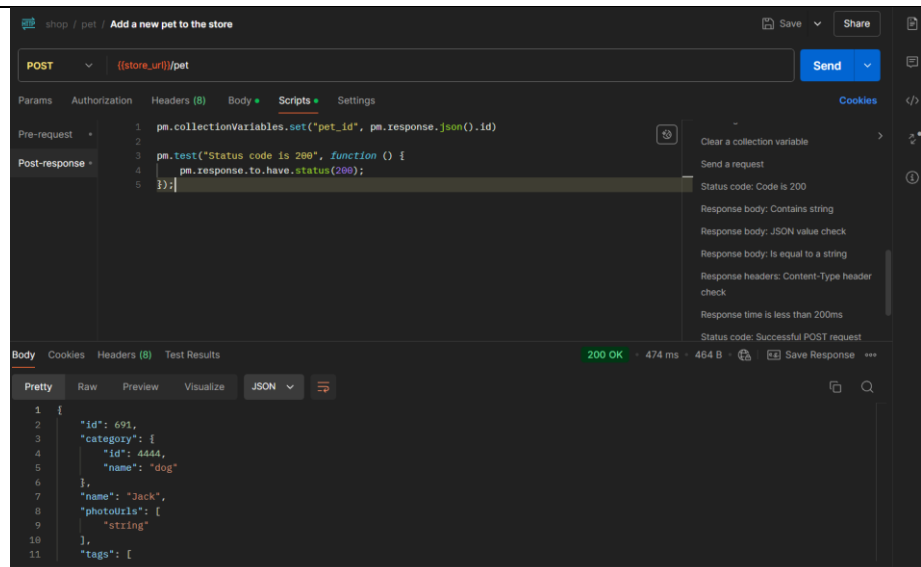 HTTP shop / pet / Add a new pet to the store Save Share
POST {{store_url}}/pet Send
Params Authorization Headers (8) Body Scripts Settings Cookies
Pre-request
Post-response
1 pm.collectionVariables.set("pet_id", pm.response.json().id)
2
3 pm.test("Status code is 200", function () {
4 pm.response.to.have.status(200);
5 });
Clear a collection variable
Send a request
Status code: Code is 200
Response body: Contains string
Response body: JSON value check
Response body: Is equal to a string
Response headers: Content-Type header
check
Response time is less than 200ms
Status code: Successful POST request
Body Cookies Headers (8) Test Results 200 OK 474 ms 464 B Save Response
Pretty Raw Preview Visualize JSON
1 {
2 "id": 691,
3 "category": {
4 "id": 4444,
5 "name": "dog"
6 },
7 "name": "Jack",
8 "photoUrls": [
9 "string"
10 ],
11 "tags": [